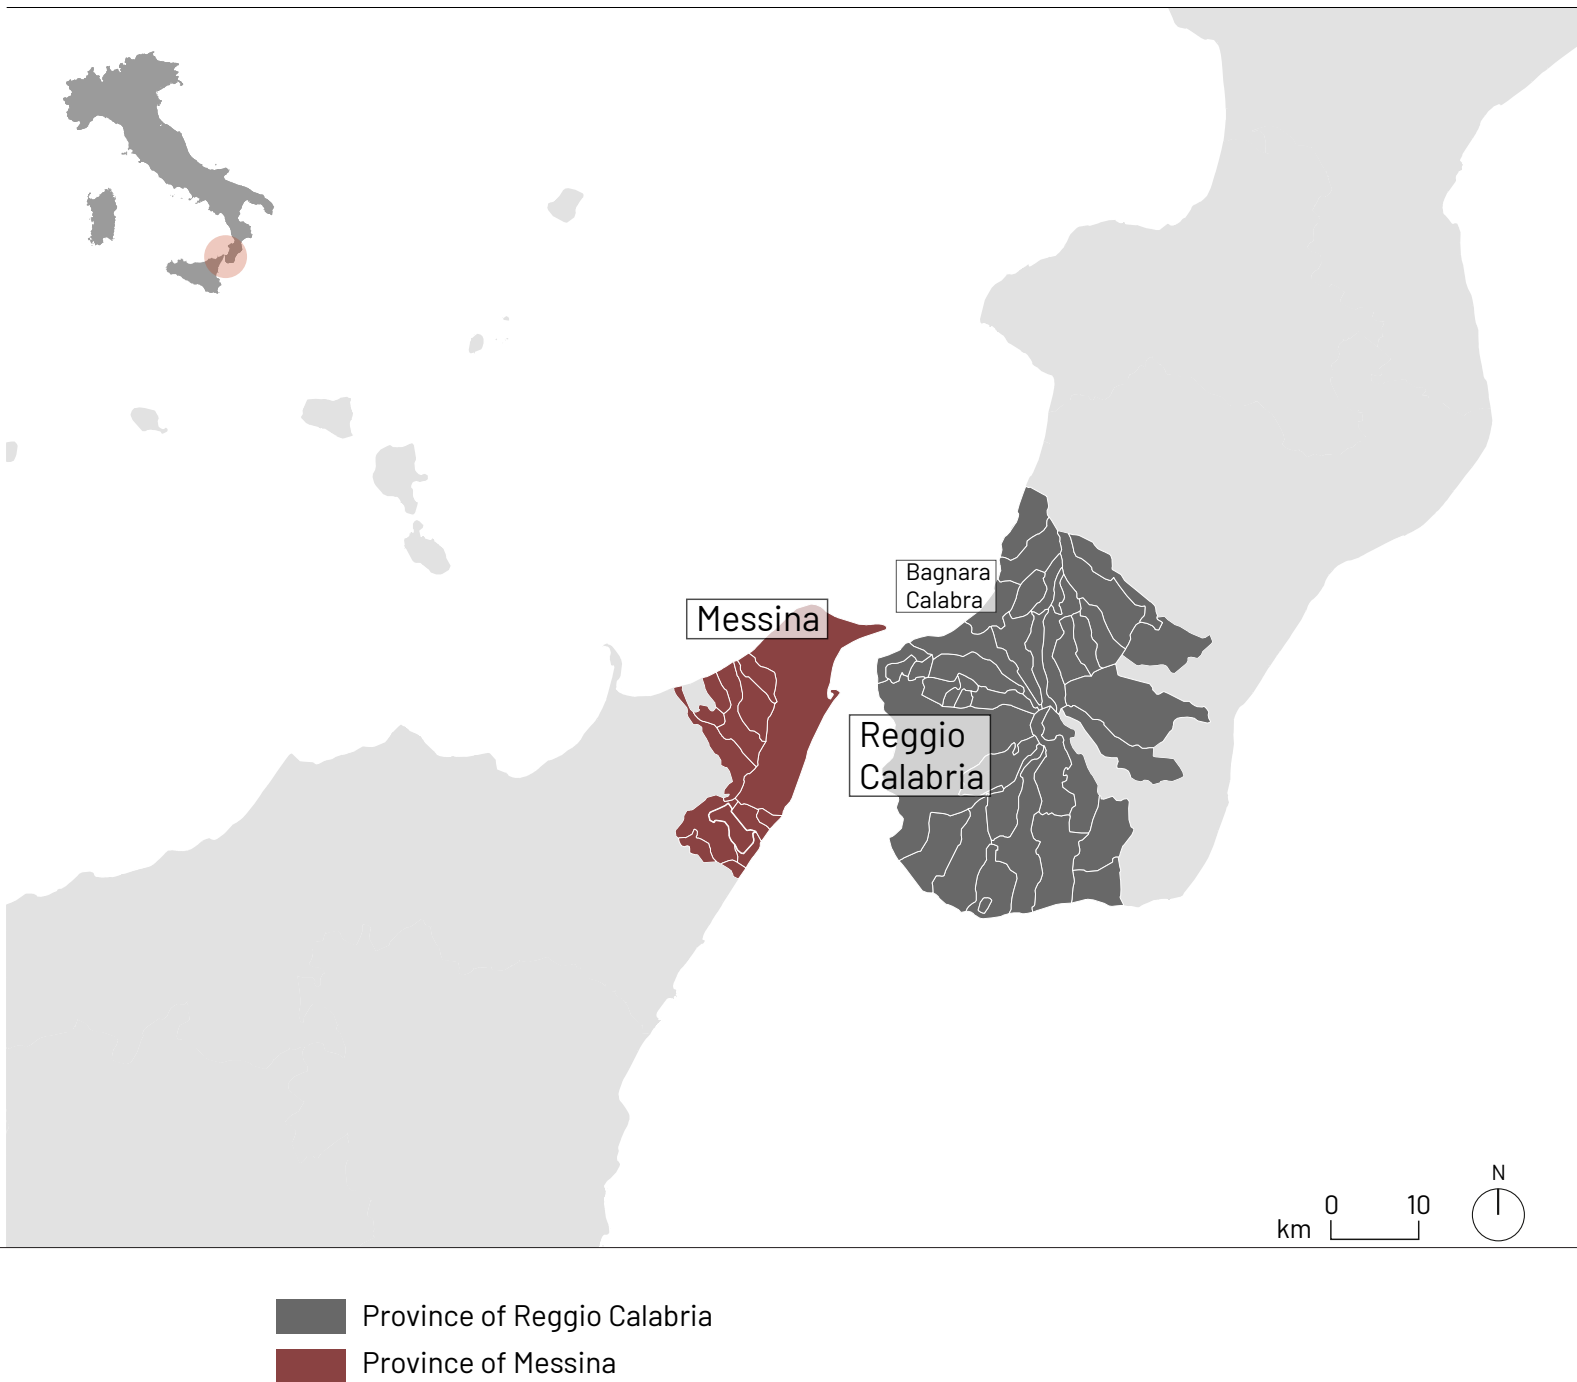 Bagnara
Calabra
Messina
Reggio
Calabria
N
0 10
km
Province of Reggio Calabria
Province of Messina